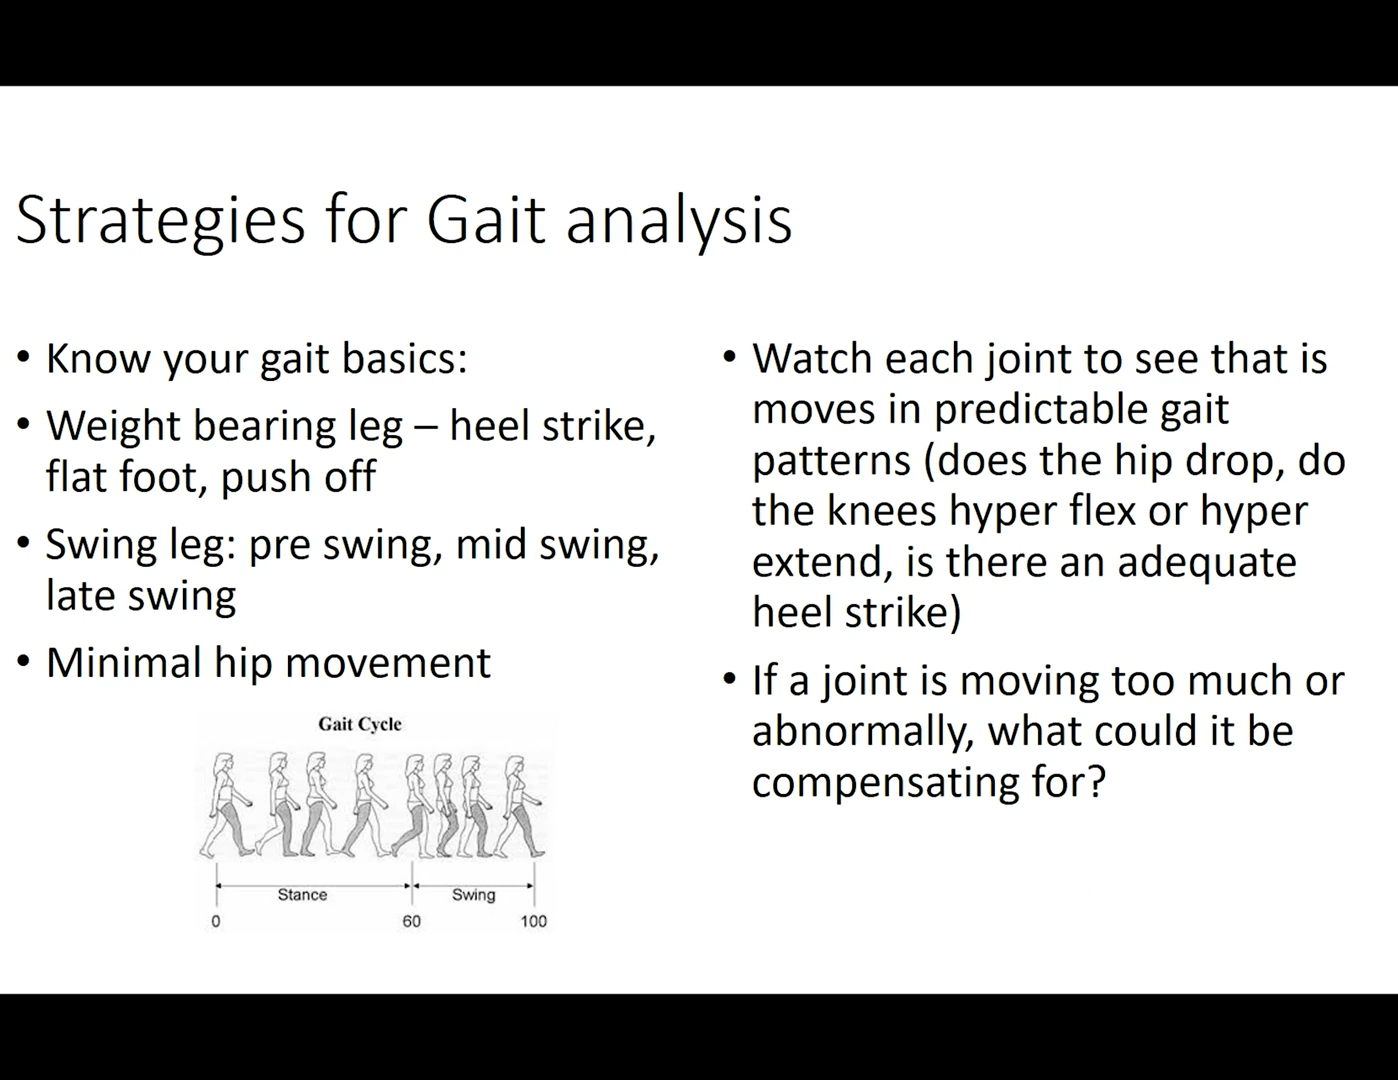 Strategies for Gait analysis
• Know your gait basics:
• Weight bearing leg – heel strike,
flat foot, push off
• Swing leg: pre swing, mid swing,
late swing
• Minimal hip movement
Gait Cycle
Stance
Swing
0
60
100
• Watch each joint to see that is
moves in predictable gait
patterns (does the hip drop, do
the knees hyper flex or hyper
extend, is there an adequate
heel strike)
• If a joint is moving too much or
abnormally, what could it be
compensating for?